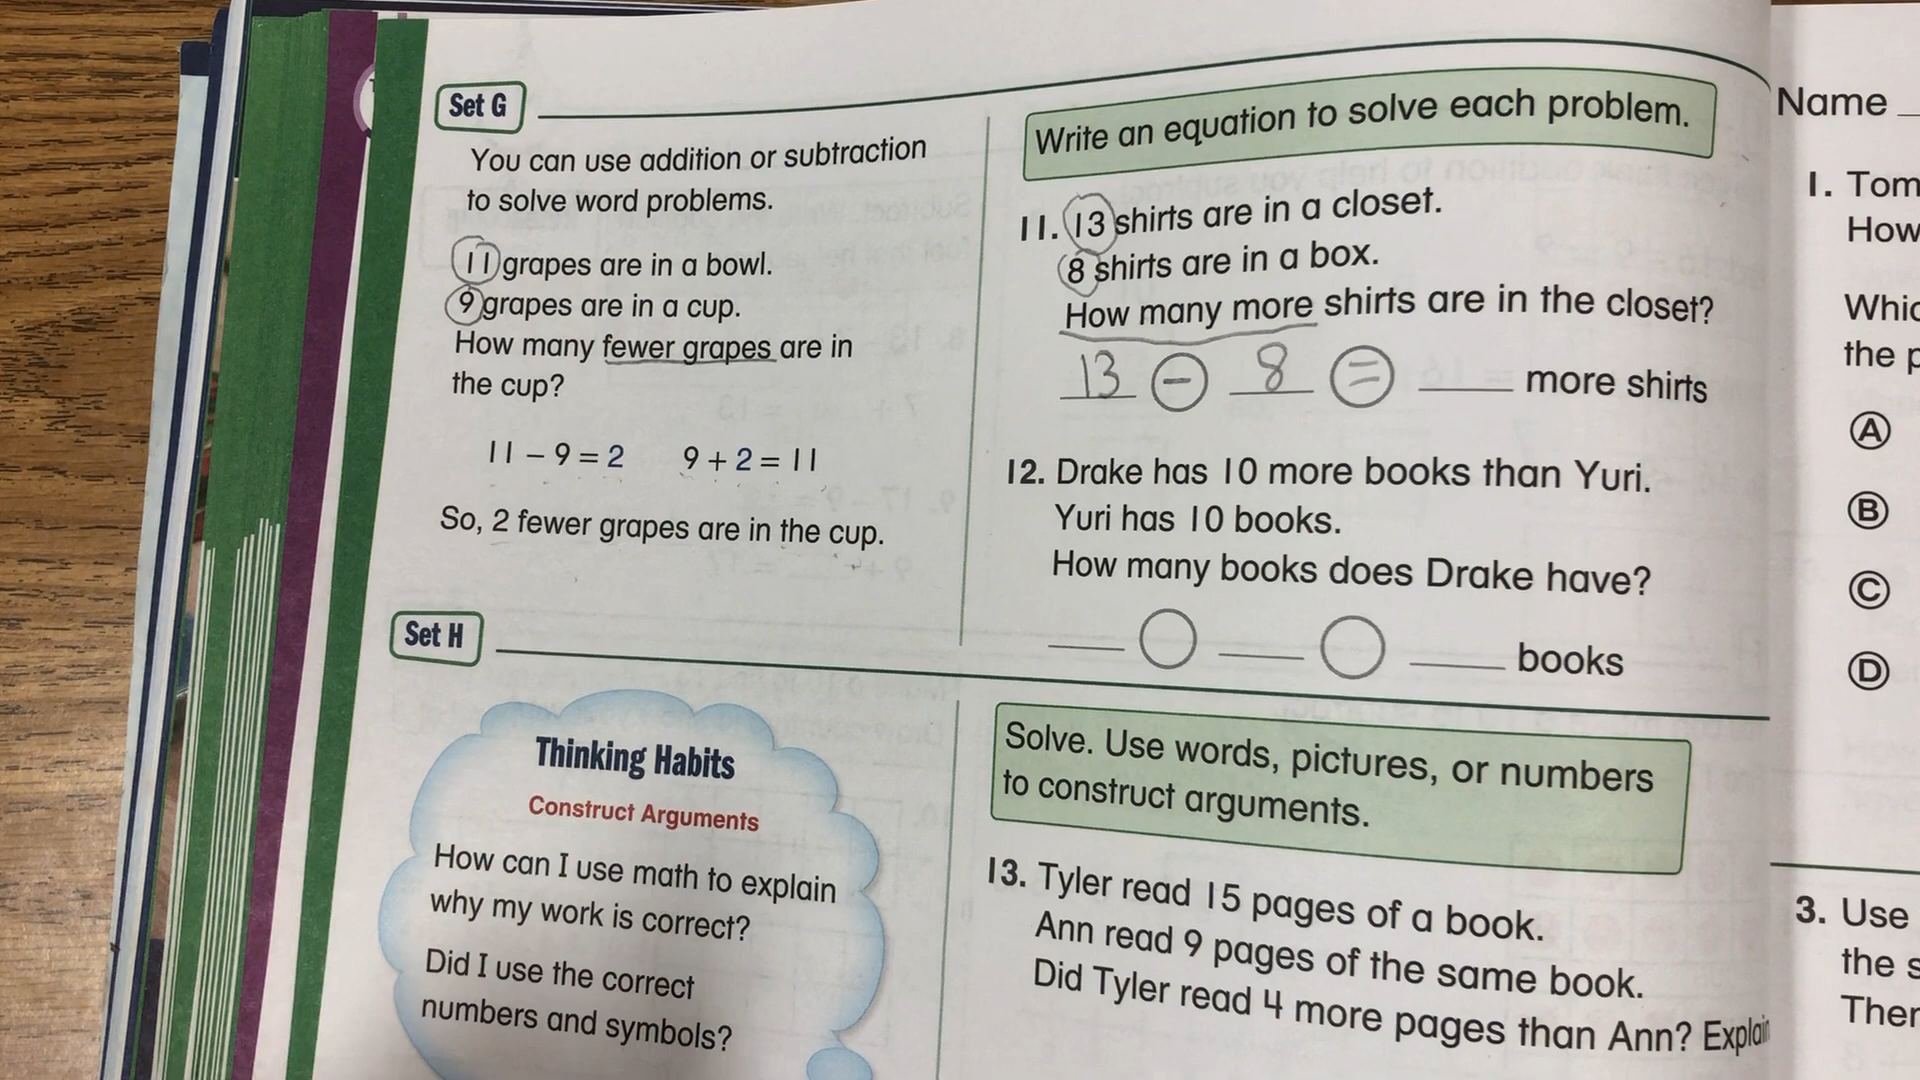 Set G
You can use addition or subtraction
to solve word problems.
11 grapes are in a bowl.
9 grapes are in a cup.
How many fewer grapes are in
the cup?
11 − 9 = 2 9 + 2 = 11
So, 2 fewer grapes are in the cup.
Write an equation to solve each problem.
11. 13 shirts are in a closet.
8 shirts are in a box.
How many more shirts are in the closet?
13 − 8 = ____ more shirts
12. Drake has 10 more books than Yuri.
Yuri has 10 books.
How many books does Drake have?
____ ◯ ____ ◯ ____ books
Set H
Thinking Habits
Construct Arguments
How can I use math to explain
why my work is correct?
Did I use the correct
numbers and symbols?
Solve. Use words, pictures, or numbers
to construct arguments.
13. Tyler read 15 pages of a book.
Ann read 9 pages of the same book.
Did Tyler read 4 more pages than Ann? Explain
Name
1. Tom
How
Whic
the p
A
B
C
D
3. Use
the s
Ther